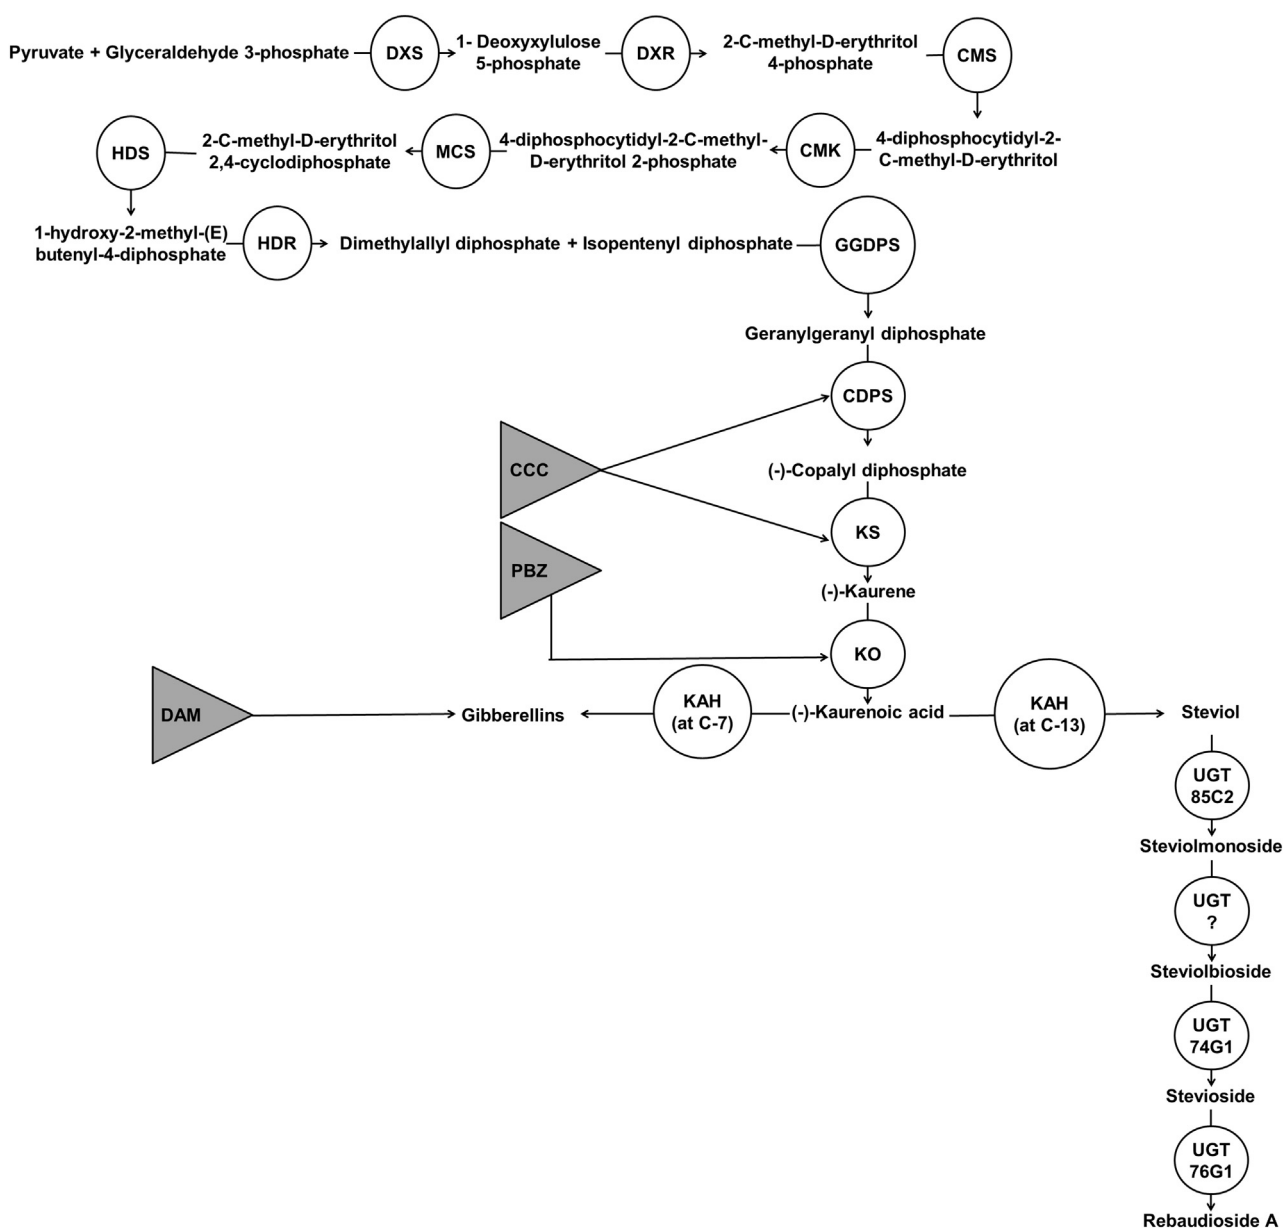 Pyruvate + Glyceraldehyde 3-phosphate
DXS
1- Deoxyxylulose
5-phosphate
DXR
2-C-methyl-D-erythritol
4-phosphate
CMS
HDS
2-C-methyl-D-erythritol
2,4-cyclodiphosphate
MCS
4-diphosphocytidyl-2-C-methyl-
D-erythritol 2-phosphate
CMK
4-diphosphocytidyl-2-
C-methyl-D-erythritol
1-hydroxy-2-methyl-(E)
butenyl-4-diphosphate
HDR
Dimethylallyl diphosphate + Isopentenyl diphosphate
GGDPS
Geranylgeranyl diphosphate
CDPS
CCC
(-)-Copalyl diphosphate
KS
PBZ
(-)-Kaurene
KO
DAM
Gibberellins
KAH
(at C-7)
(-)-Kaurenoic acid
KAH
(at C-13)
Steviol
UGT
85C2
Steviolmonoside
UGT
?
Steviolbioside
UGT
74G1
Stevioside
UGT
76G1
Rebaudioside A